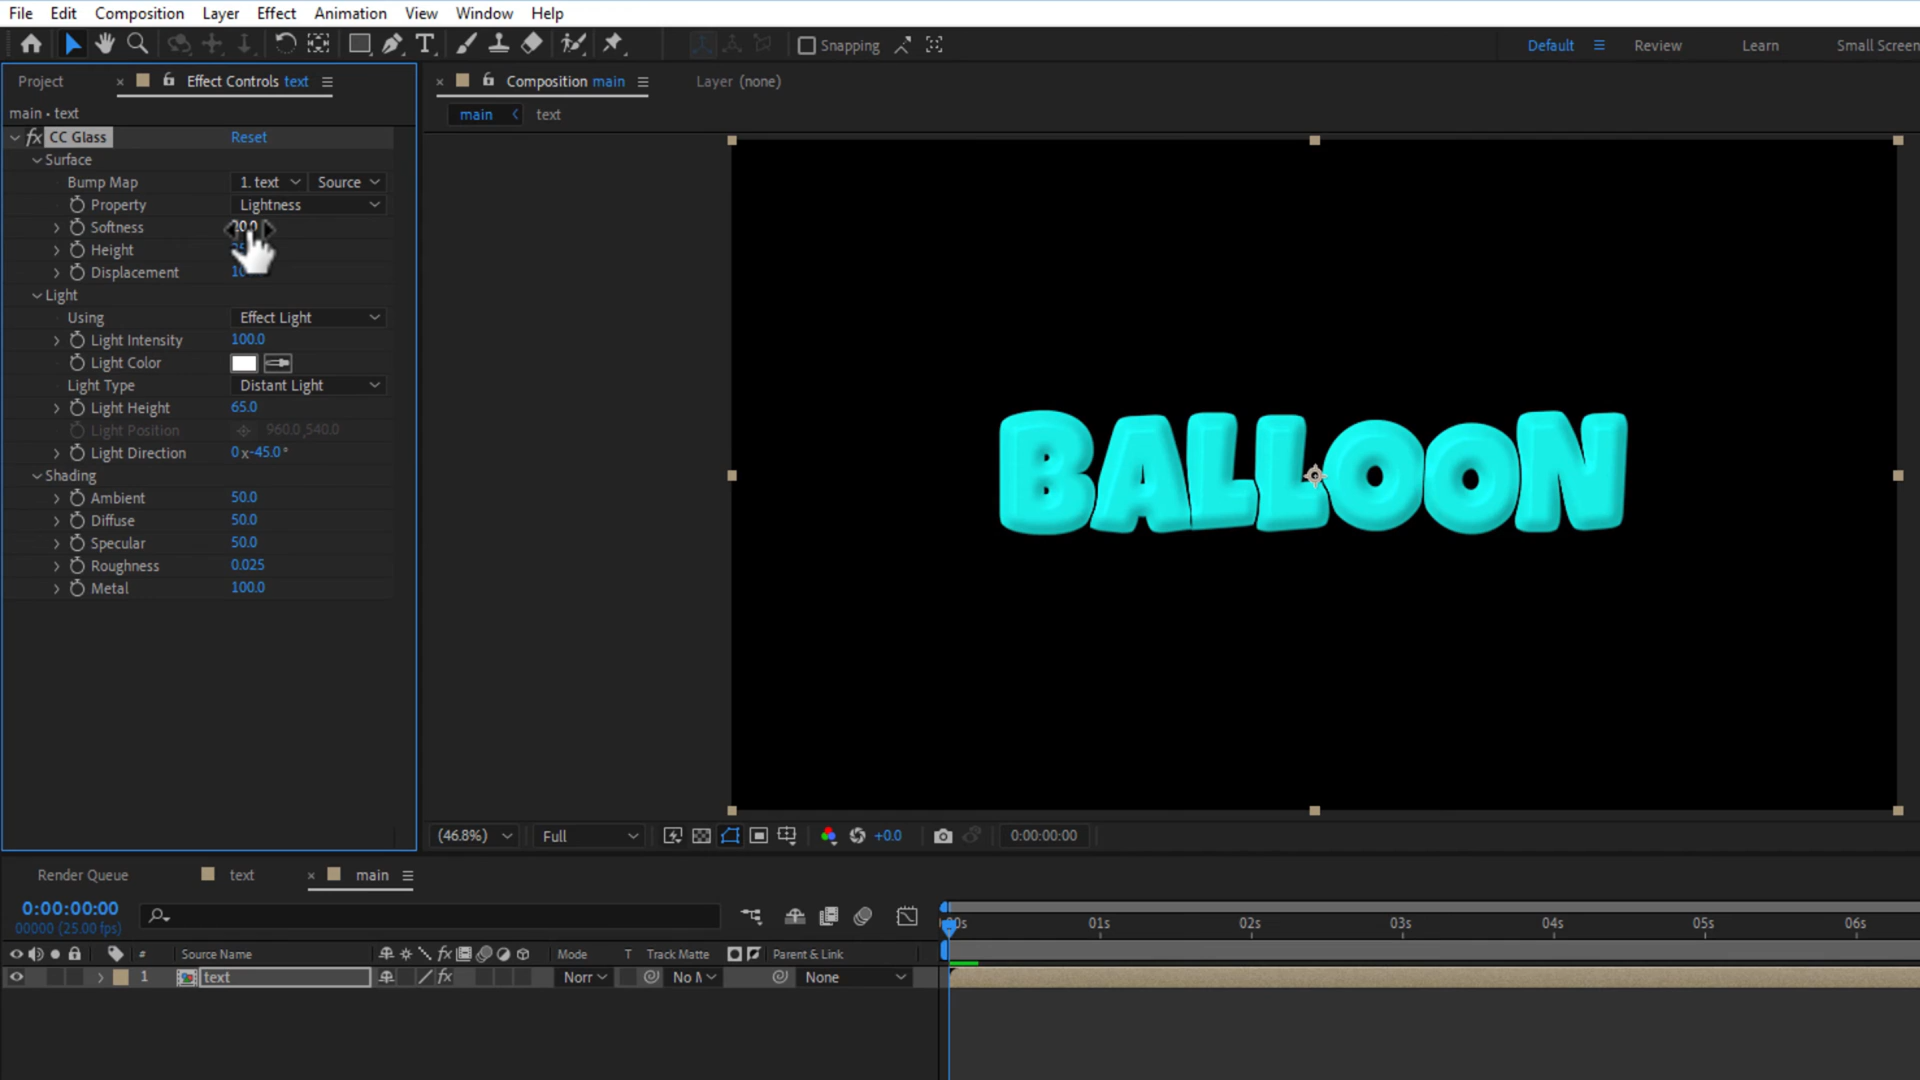 File Edit Composition Layer Effect Animation View Window Help
Snapping
Default Review Learn Small Screen
Project Effect Controls text
Composition main Layer (none)
main • text
main text
fx CC Glass Reset
Surface
Bump Map 1. text Source
Property Lightness
Softness
Height
Displacement
Light
Using Effect Light
Light Intensity 100.0
Light Color
Light Type Distant Light
Light Height 65.0
Light Position 960.0,540.0
Light Direction 0 x-45.0°
Shading
Ambient 50.0
Diffuse 50.0
Specular 50.0
Roughness 0.025
Metal 100.0
BALLOON
(46.8%) Full +0.0 0:00:00:00
Render Queue text main
0:00:00:00
00000 (25.00 fps)
01s 02s 03s 04s 05s 06s
# Source Name fx Mode T Track Matte Parent & Link
1 text fx Norr No M None